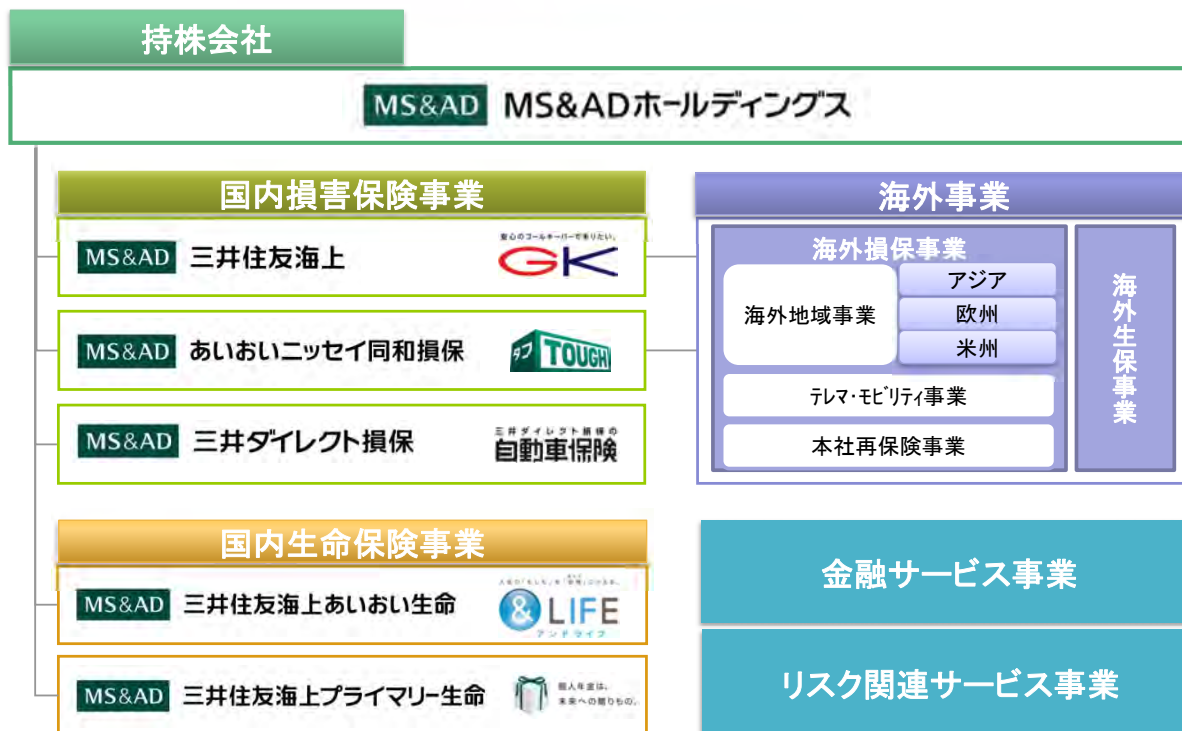 持株会社
MS&AD MS&ADホールディングス
国内損害保険事業
MS&AD 三井住友海上
安心のゴールキーパーでありたい。
GK
MS&AD あいおいニッセイ同和損保
タフ TOUGH
MS&AD 三井ダイレクト損保
三井ダイレクト損保の
自動車保険
海外事業
海外損保事業
海外地域事業
アジア
欧州
米州
テレマ・モビリティ事業
本社再保険事業
海外生保事業
国内生命保険事業
MS&AD 三井住友海上あいおい生命
&LIFE
アンドライフ
MS&AD 三井住友海上プライマリー生命
個人年金は、
未来への贈りもの。
金融サービス事業
リスク関連サービス事業